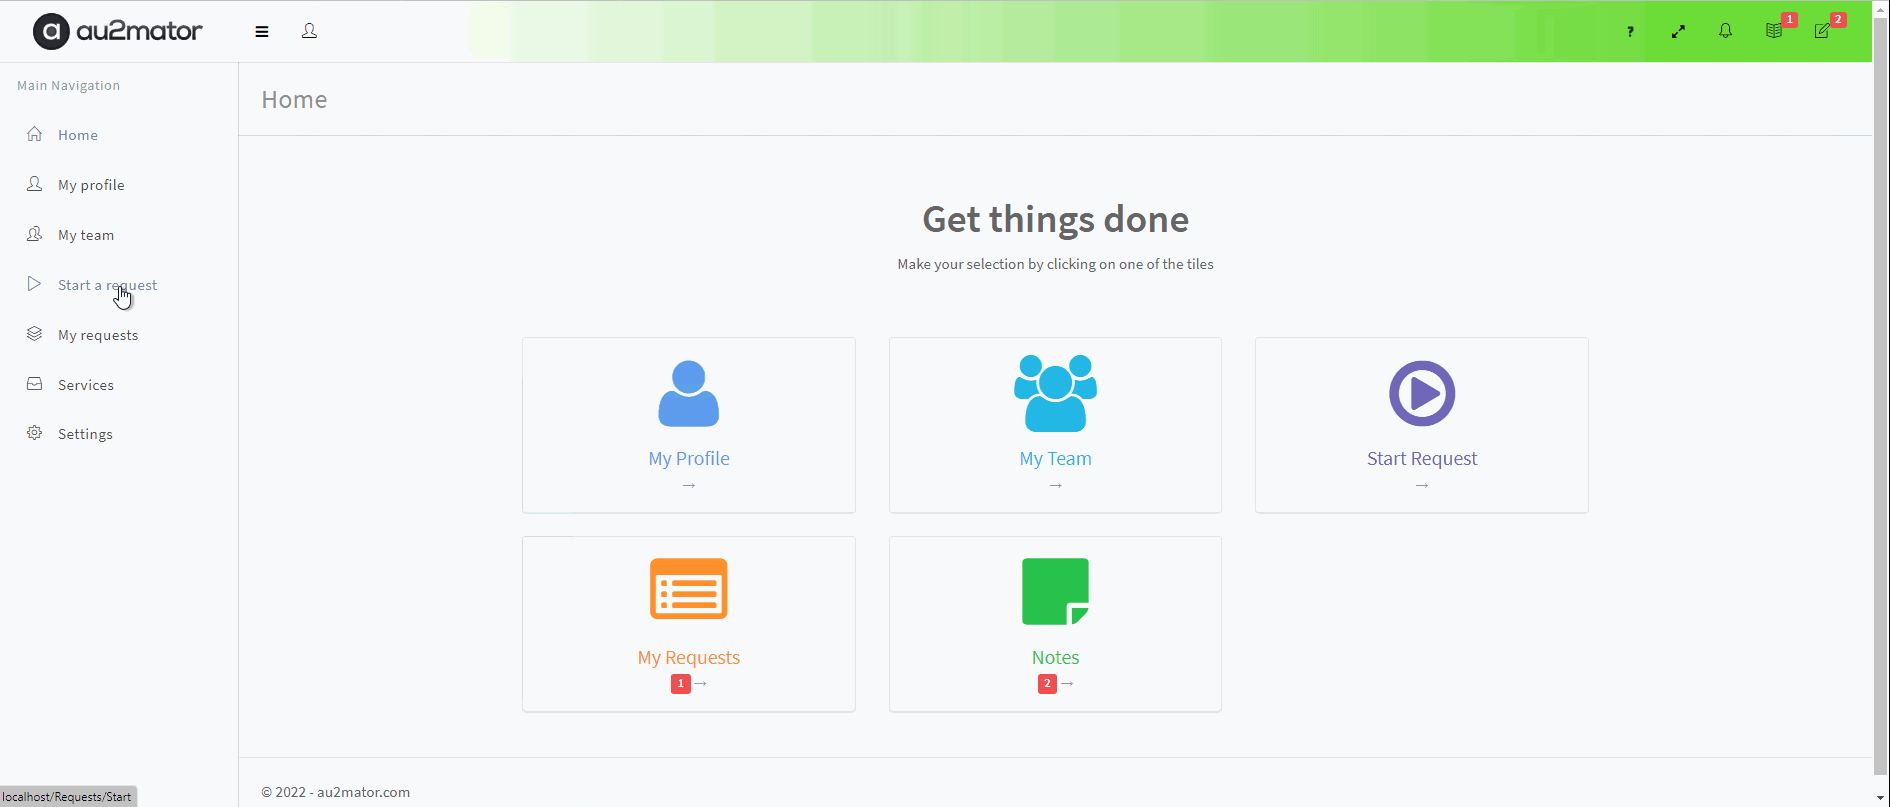 a au2mator
? 1 2
Main Navigation
Home
My profile
My team
Start a request
My requests
Services
Settings
Home
Get things done
Make your selection by clicking on one of the tiles
My Profile
→
My Team
→
Start Request
→
My Requests
1 →
Notes
2 →
© 2022 - au2mator.com
localhost/Requests/Start